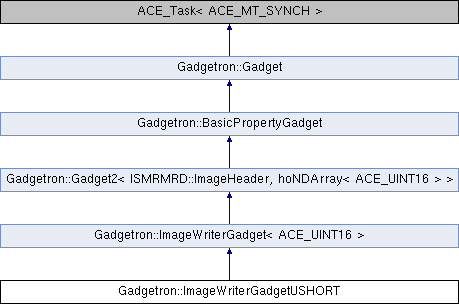 ACE_Task< ACE_MT_SYNCH >
Gadgetron::Gadget
Gadgetron::BasicPropertyGadget
Gadgetron::Gadget2< ISMRMRD::ImageHeader, hoNDArray< ACE_UINT16 > >
Gadgetron::ImageWriterGadget< ACE_UINT16 >
Gadgetron::ImageWriterGadgetUSHORT